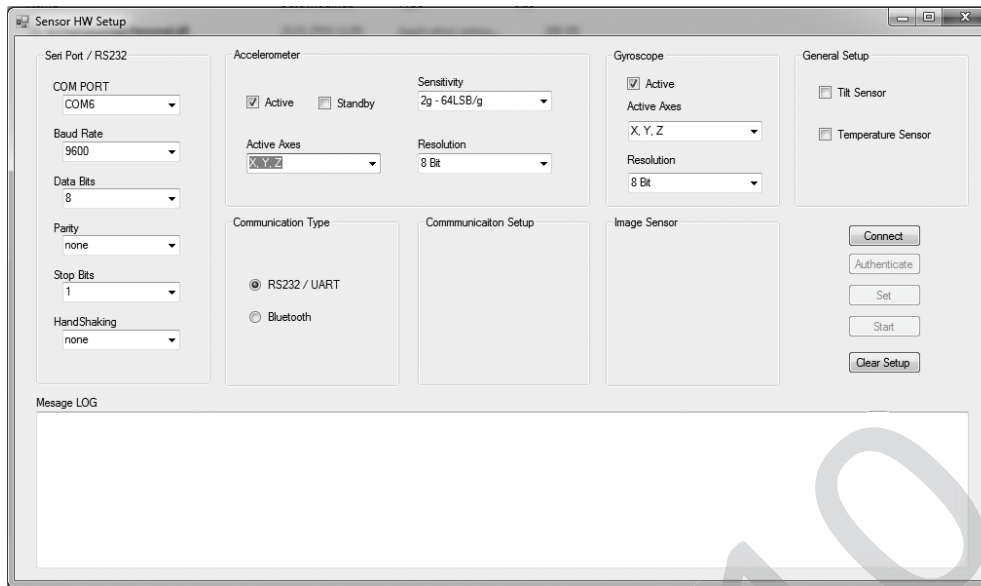 Sensor HW Setup
Seri Port / RS232
COM PORT
COM6
Baud Rate
9600
Data Bits
8
Parity
none
Stop Bits
1
HandShaking
none
Accelerometer
Active
Standby
Sensitivity
2g - 64LSB/g
Active Axes
X, Y, Z
Resolution
8 Bit
Gyroscope
Active
Active Axes
X, Y, Z
Resolution
8 Bit
General Setup
Tilt Sensor
Temperature Sensor
Communication Type
RS232 / UART
Bluetooth
Commmunicaiton Setup
Image Sensor
Connect
Authenticate
Set
Start
Clear Setup
Mesage LOG